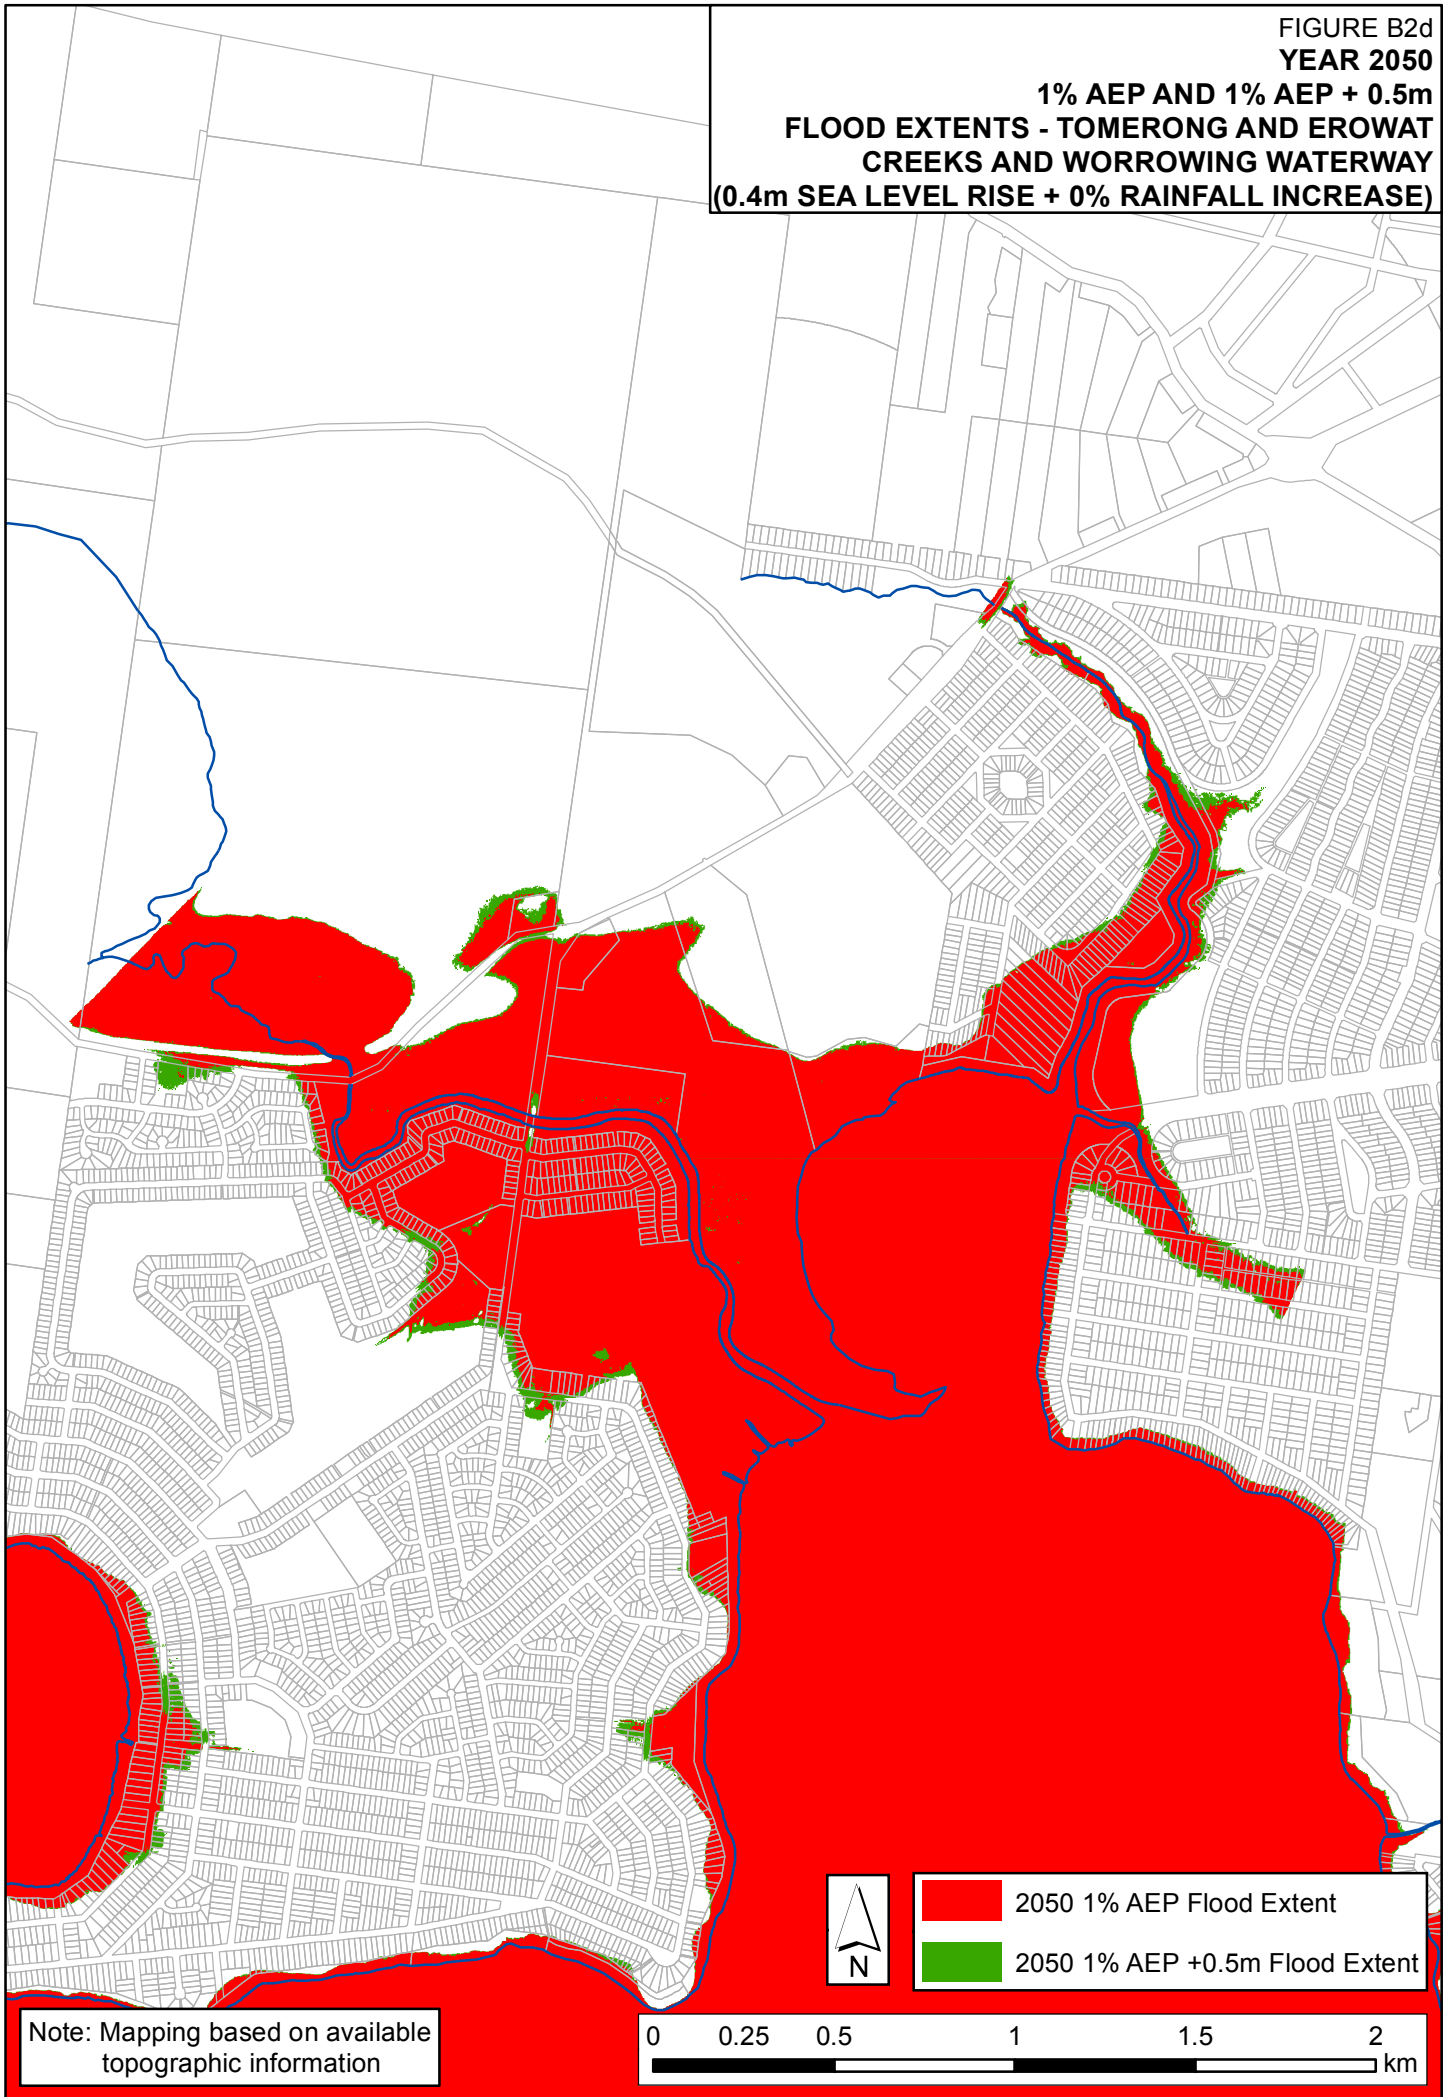 FIGURE B2d
YEAR 2050
1% AEP AND 1% AEP + 0.5m
FLOOD EXTENTS - TOMERONG AND EROWAT
CREEKS AND WORROWING WATERWAY
(0.4m SEA LEVEL RISE + 0% RAINFALL INCREASE)
N
2050 1% AEP Flood Extent
2050 1% AEP +0.5m Flood Extent
Note: Mapping based on available
topographic information
0 0.25 0.5 1 1.5 2
km